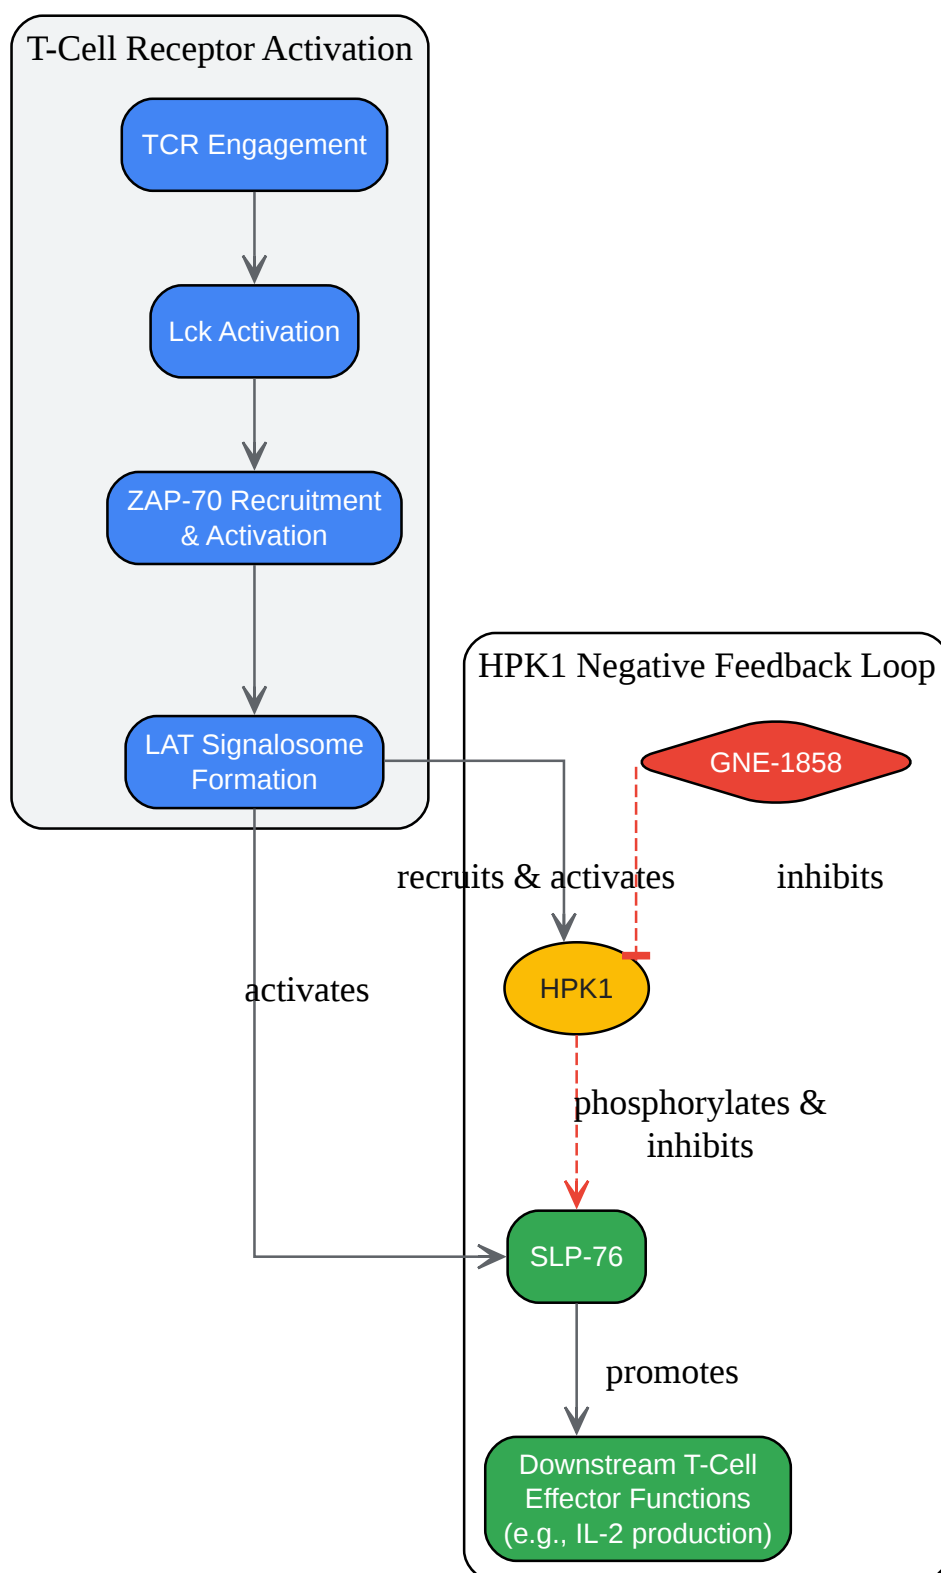 T-Cell Receptor Activation
TCR Engagement
Lck Activation
ZAP-70 Recruitment
& Activation
HPK1 Negative Feedback Loop
LAT Signalosome
Formation
GNE-1858
recruits & activates
inhibits
HPK1
activates
phosphorylates &
inhibits
SLP-76
promotes
Downstream T-Cell
Effector Functions
(e.g., IL-2 production)